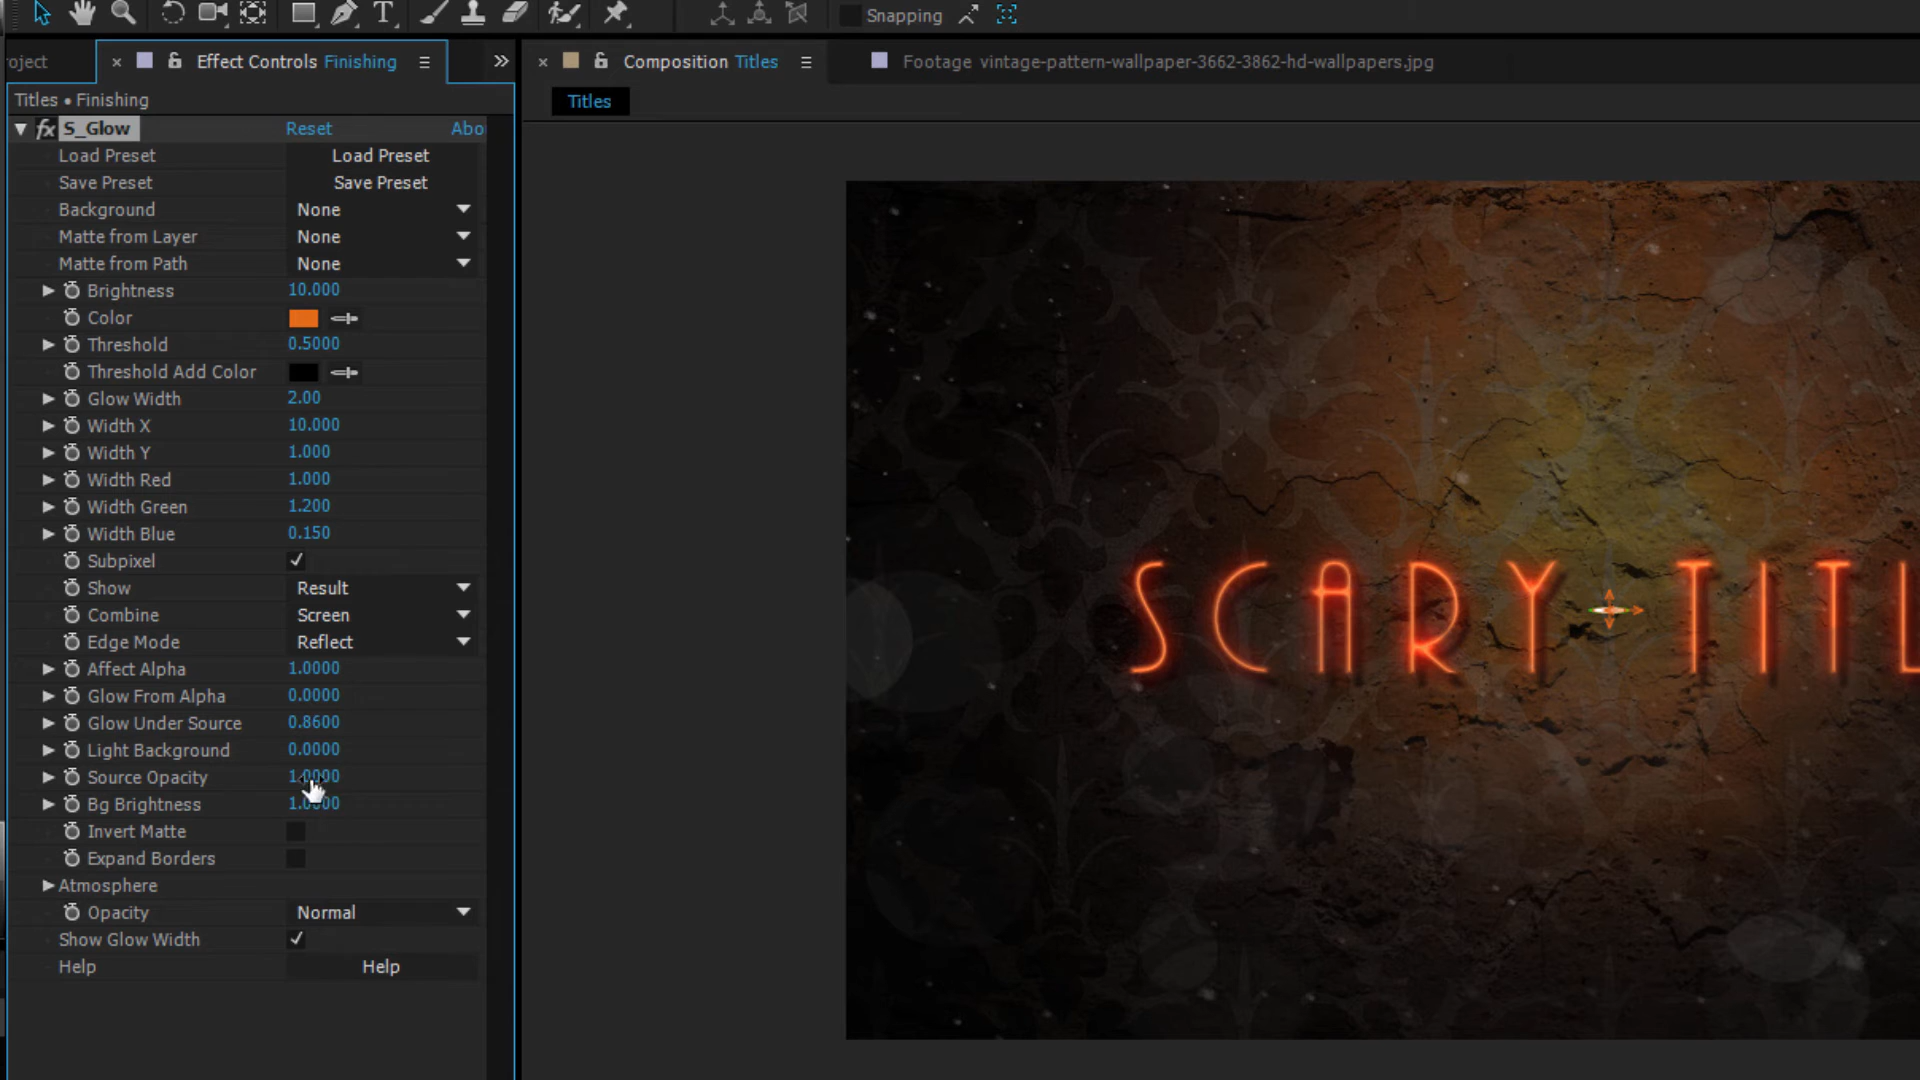 Snapping
roject
Effect Controls Finishing
Composition Titles
Footage vintage-pattern-wallpaper-3662-3862-hd-wallpapers.jpg
Titles • Finishing
Titles
fx S_Glow Reset Abo
Load Preset Load Preset
Save Preset Save Preset
Background None
Matte from Layer None
Matte from Path None
Brightness 10.000
Color
Threshold 0.5000
Threshold Add Color
Glow Width 2.00
Width X 10.000
Width Y 1.000
Width Red 1.000
Width Green 1.200
Width Blue 0.150
Subpixel
Show Result
Combine Screen
Edge Mode Reflect
Affect Alpha 1.0000
Glow From Alpha 0.0000
Glow Under Source 0.8600
Light Background 0.0000
Source Opacity 1.0000
Bg Brightness 1.0000
Invert Matte
Expand Borders
Atmosphere
Opacity Normal
Show Glow Width
Help Help
SCARY TITL